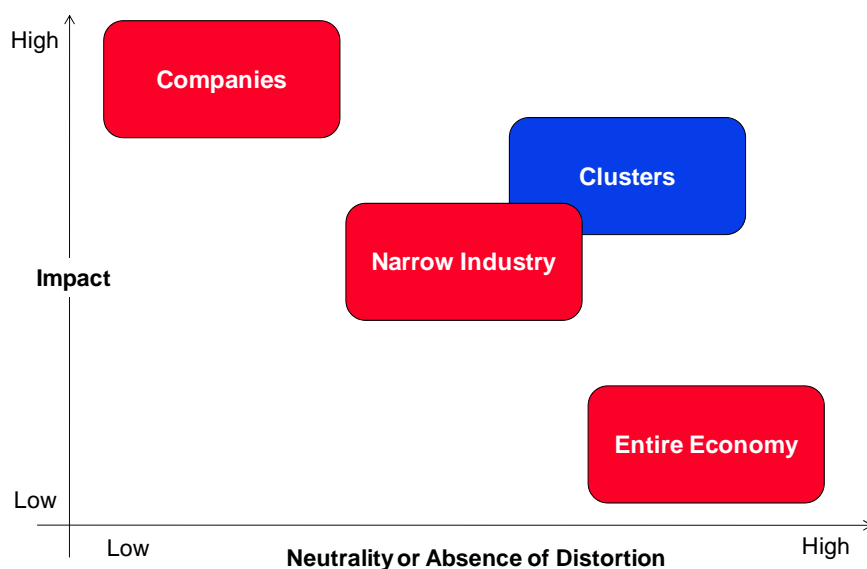 High
Companies
Clusters
Narrow Industry
Impact
Entire Economy
Low
Low
High
Neutrality or Absence of Distortion